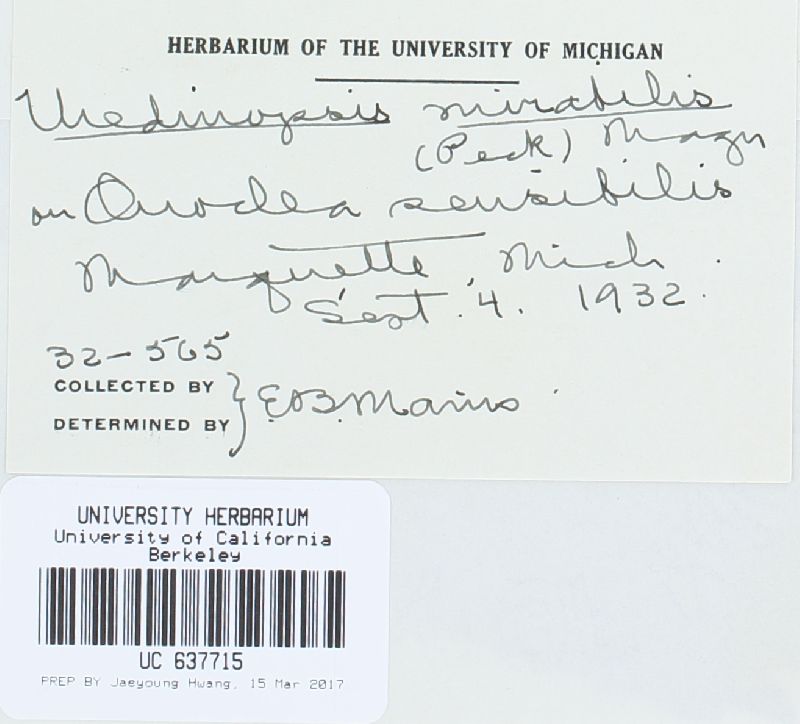 HERBARIUM OF THE UNIVERSITY OF MICHIGAN
Uredinopsis mirabilis
(Peck) Magn
on Onoclea sensibilis
Marquette, Mich.
Sept. 4. 1932.
32-565
COLLECTED BY
DETERMINED BY } E.B. Mains
UNIVERSITY HERBARIUM
University of California
Berkeley
UC 637715
PREP BY Jaeyoung Hwang, 15 Mar 2017